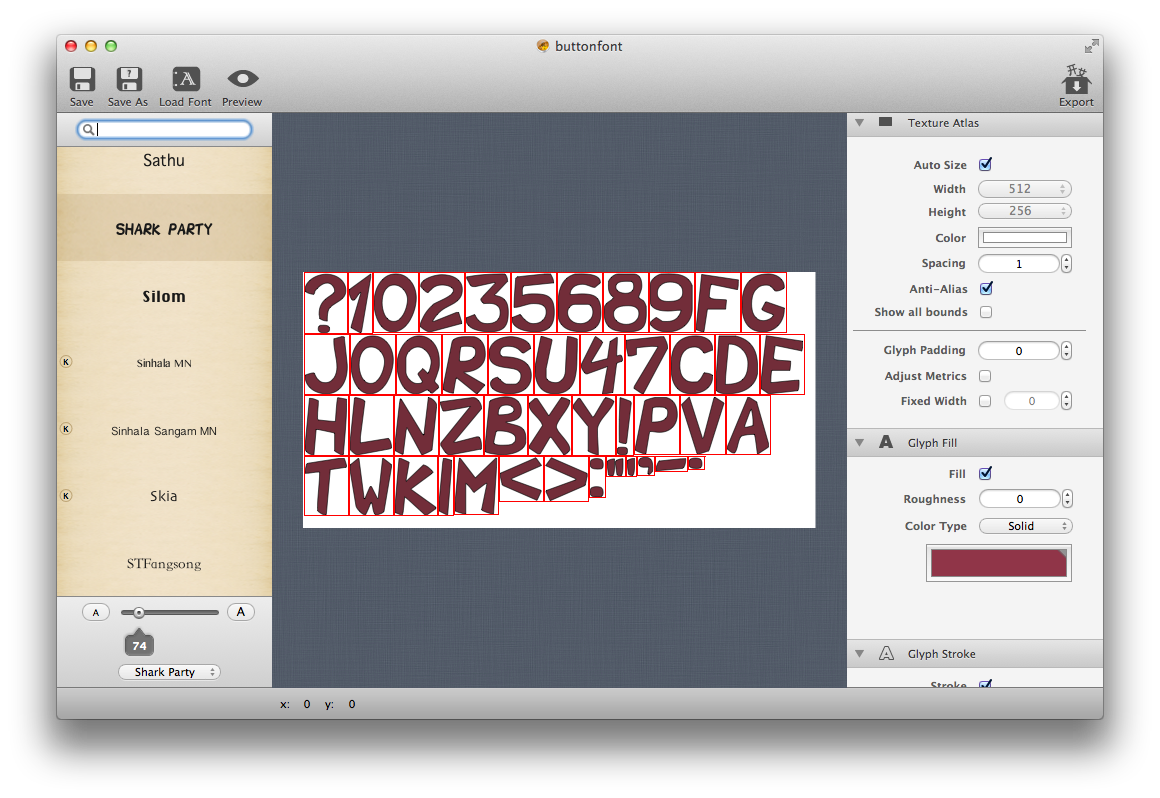 buttonfont
Save
Save As
Load Font
Preview
Export
Sathu
SHARK PARTY
Silom
K
Sinhala MN
K
Sinhala Sangam MN
K
Skia
STFangsong
A
A
74
Shark Party
?10235689FG
JOQRSU47CDE
HLNZBXY!PVA
TWKIM<>:"',-.
x: 0 y: 0
Texture Atlas
Auto Size
Width 512
Height 256
Color
Spacing 1
Anti-Alias
Show all bounds
Glyph Padding 0
Adjust Metrics
Fixed Width 0
A Glyph Fill
Fill
Roughness 0
Color Type Solid
A Glyph Stroke
Stroke